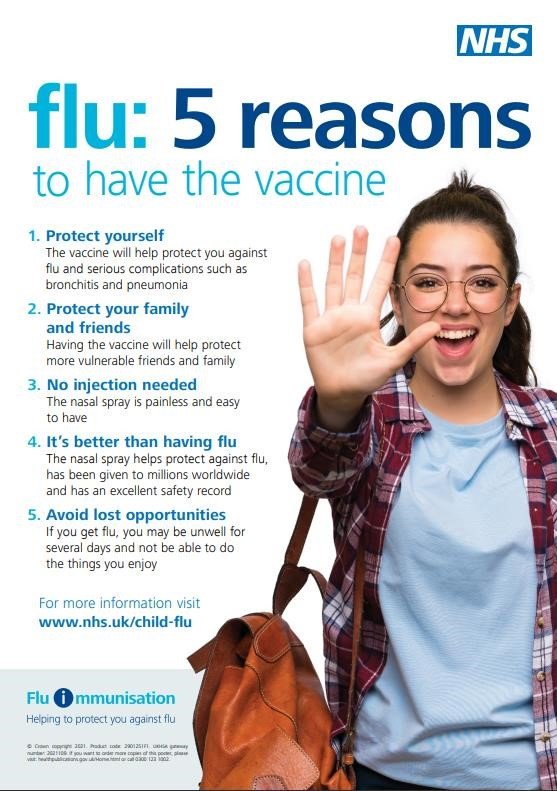 NHS
flu: 5 reasons
to have the vaccine
1. Protect yourself
The vaccine will help protect you against
flu and serious complications such as
bronchitis and pneumonia
2. Protect your family
and friends
Having the vaccine will help protect
more vulnerable friends and family
3. No injection needed
The nasal spray is painless and easy
to have
4. It's better than having flu
The nasal spray helps protect against flu,
has been given to millions worldwide
and has an excellent safety record
5. Avoid lost opportunities
If you get flu, you may be unwell for
several days and not be able to do
the things you enjoy
For more information visit
www.nhs.uk/child-flu
Flu immunisation
Helping to protect you against flu
© Crown copyright 2021. Product code: 2901251F1. UKHSA gateway
number: 2021109. If you want to order more copies of this poster, please
visit: healthpublications.gov.uk/Home.html or call 0300 123 1002.